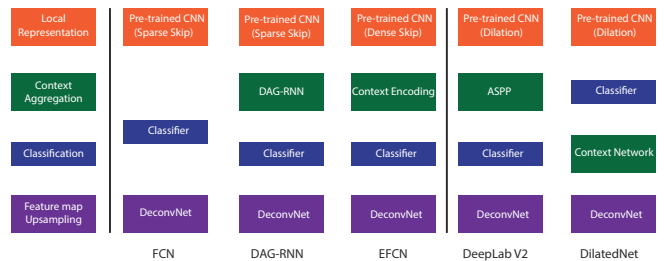 Local
Representation
Pre-trained CNN
(Sparse Skip)
Pre-trained CNN
(Sparse Skip)
Pre-trained CNN
(Dense Skip)
Pre-trained CNN
(Dilation)
Pre-trained CNN
(Dilation)
Context
Aggregation
DAG-RNN
Context Encoding
ASPP
Classifier
Classifier
Classification
Classifier
Classifier
Classifier
Context Network
Feature map
Upsampling
DeconvNet
DeconvNet
DeconvNet
DeconvNet
DeconvNet
FCN
DAG-RNN
EFCN
DeepLab V2
DilatedNet